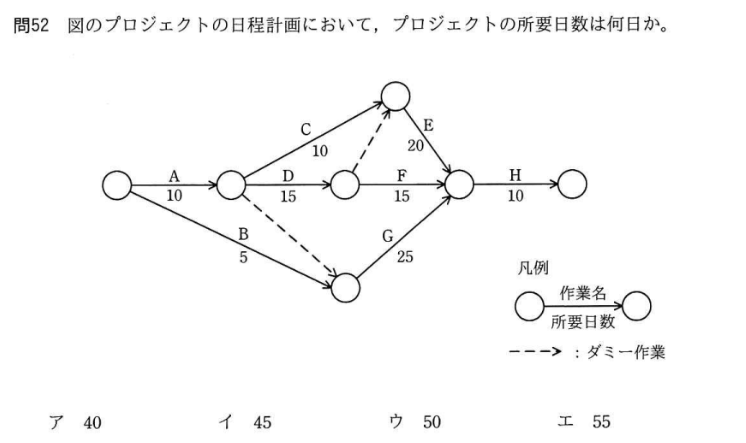 問52 図のプロジェクトの日程計画において，プロジェクトの所要日数は何日か。
C
10
E
20
A
10
D
15
F
15
H
10
B
5
G
25
凡例
作業名
所要日数
：ダミー作業
ア 40 イ 45 ウ 50 エ 55